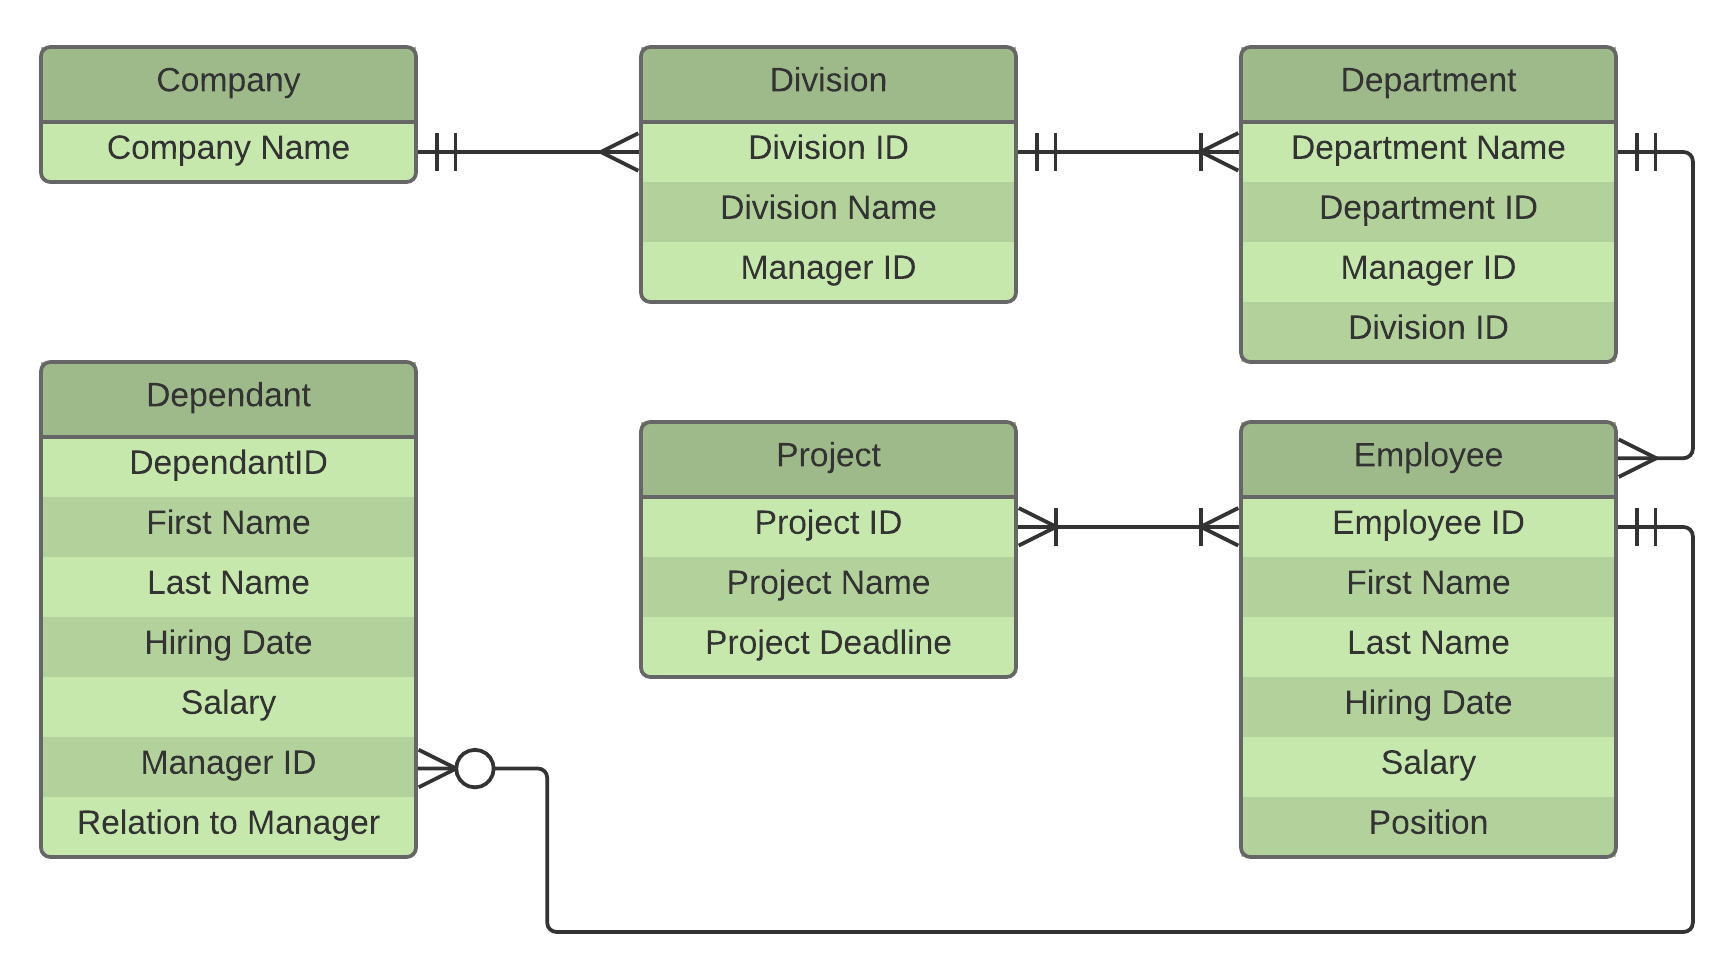 Company
Company Name
Division
Division ID
Division Name
Manager ID
Department
Department Name
Department ID
Manager ID
Division ID
Dependant
DependantID
First Name
Last Name
Hiring Date
Salary
Manager ID
Relation to Manager
Project
Project ID
Project Name
Project Deadline
Employee
Employee ID
First Name
Last Name
Hiring Date
Salary
Position